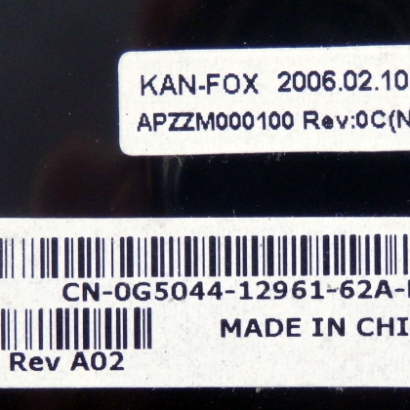 KAN-FOX 2006.02.10
APZZM000100 Rev:0C(N
CN-0G5044-12961-62A-
MADE IN CHI
Rev A02